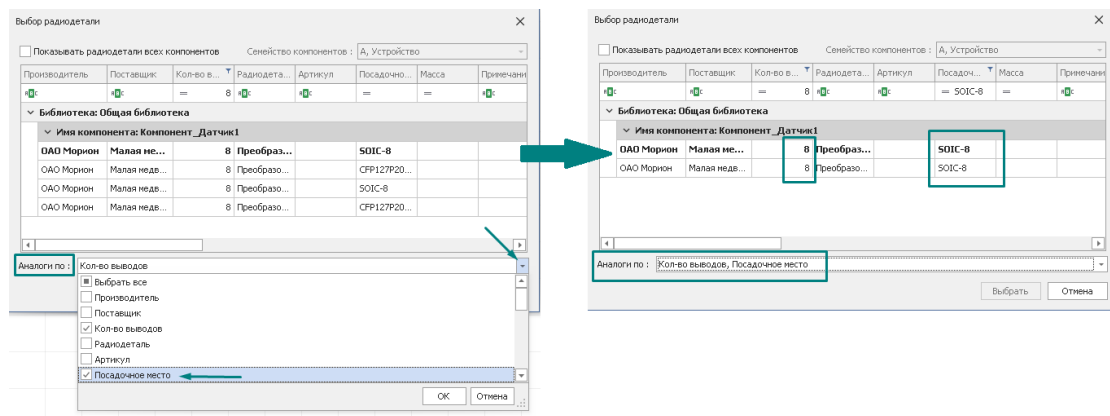 Выбор радиодетали
Показывать радиодетали всех компонентов Семейство компонентов : А, Устройство
Производитель Поставщик Кол-во в... Радиодета... Артикул Посадочно... Масса Примечани
= 8 = =
Библиотека: Общая библиотека
Имя компонента: Компонент_Датчик1
ОАО Морион Малая ме... 8 Преобраз... SOIC-8
ОАО Морион Малая медв... 8 Преобразо... CFP127P20...
ОАО Морион Малая медв... 8 Преобразо... SOIC-8
ОАО Морион Малая медв... 8 Преобразо... CFP127P20...
Аналоги по : Кол-во выводов
Выбрать все
Производитель
Поставщик
Кол-во выводов
Радиодеталь
Артикул
Посадочное место
ОК Отмена
Выбор радиодетали
Показывать радиодетали всех компонентов Семейство компонентов : А, Устройство
Производитель Поставщик Кол-во в... Радиодета... Артикул Посадоч... Масса Примечани
= 8 = SOIC-8 =
Библиотека: Общая библиотека
Имя компонента: Компонент_Датчик1
ОАО Морион Малая ме... 8 Преобраз... SOIC-8
ОАО Морион Малая медв... 8 Преобразо... SOIC-8
Аналоги по : Кол-во выводов, Посадочное место
Выбрать Отмена